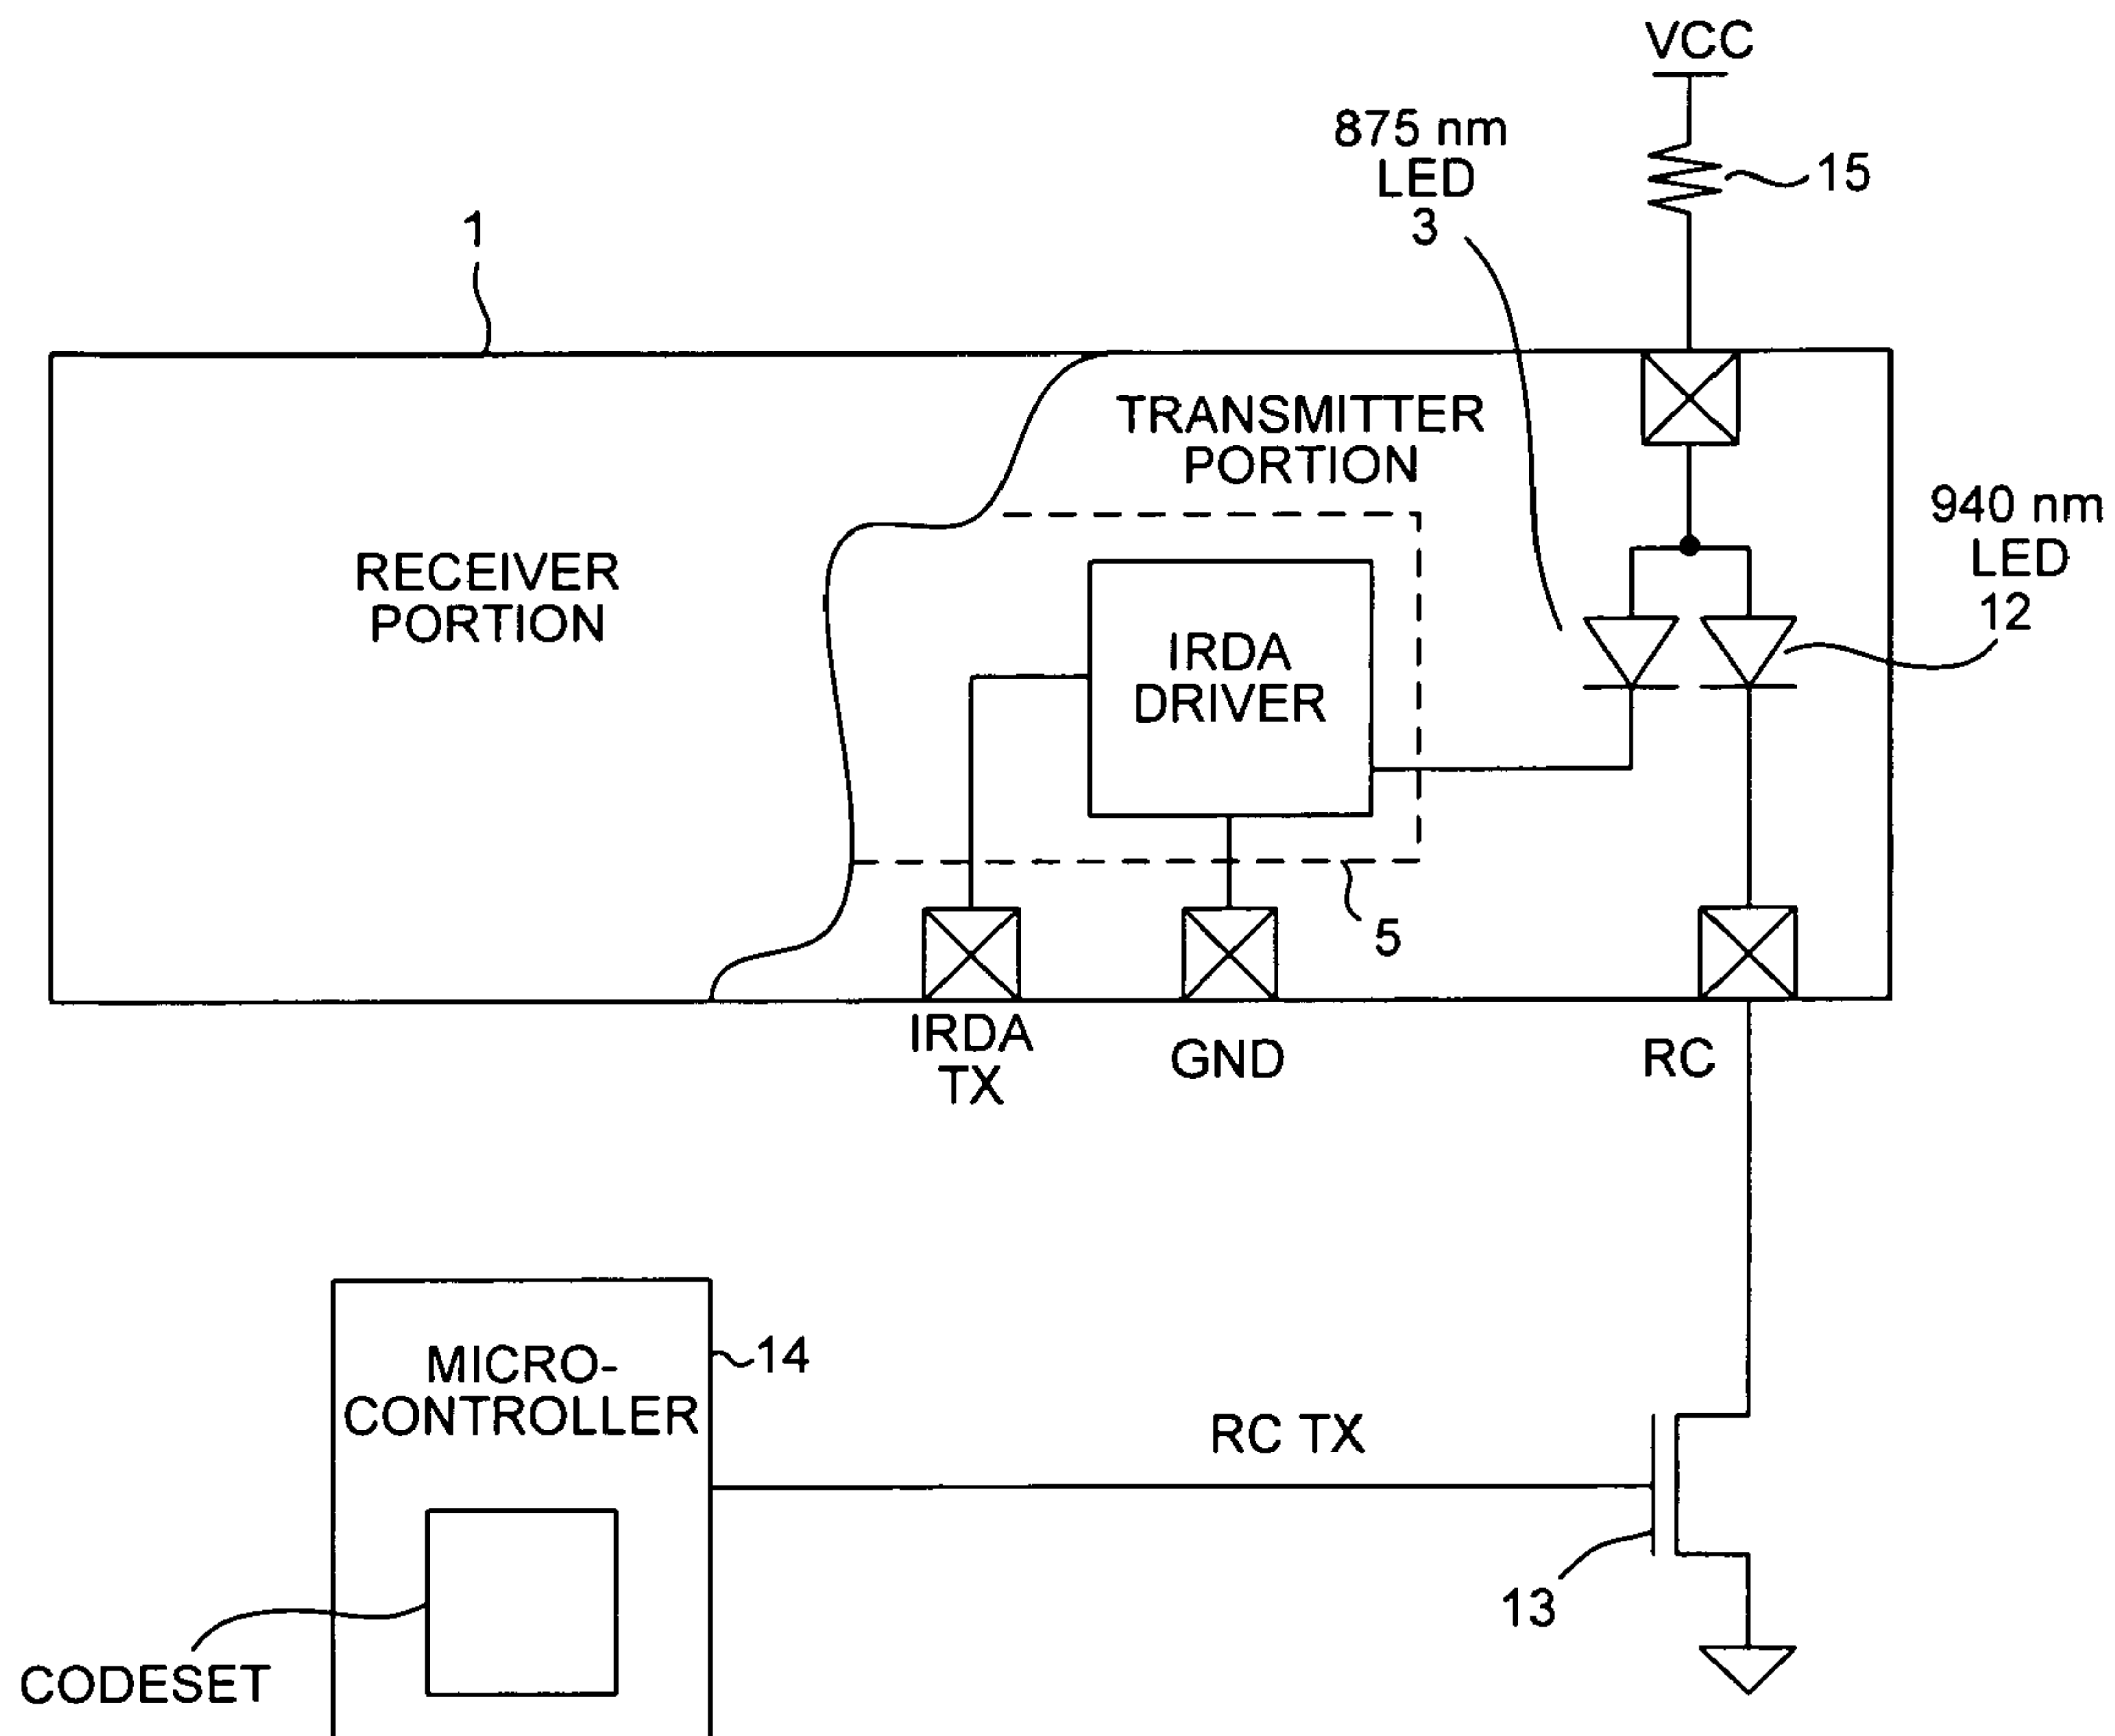 VCC
875 nm
LED
3
15
1
TRANSMITTER
PORTION
940 nm
LED
12
RECEIVER
PORTION
IRDA
DRIVER
5
IRDA
TX
GND
RC
MICRO-
CONTROLLER
14
RC TX
13
CODESET